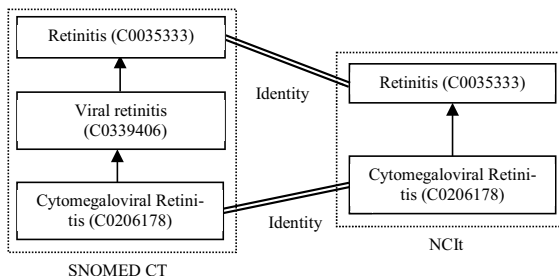 Retinitis (C0035333)
Viral retinitis
(C0339406)
Cytomegaloviral Retini-
tis (C0206178)
SNOMED CT
Identity
Identity
Retinitis (C0035333)
Cytomegaloviral Retini-
tis (C0206178)
NCIt